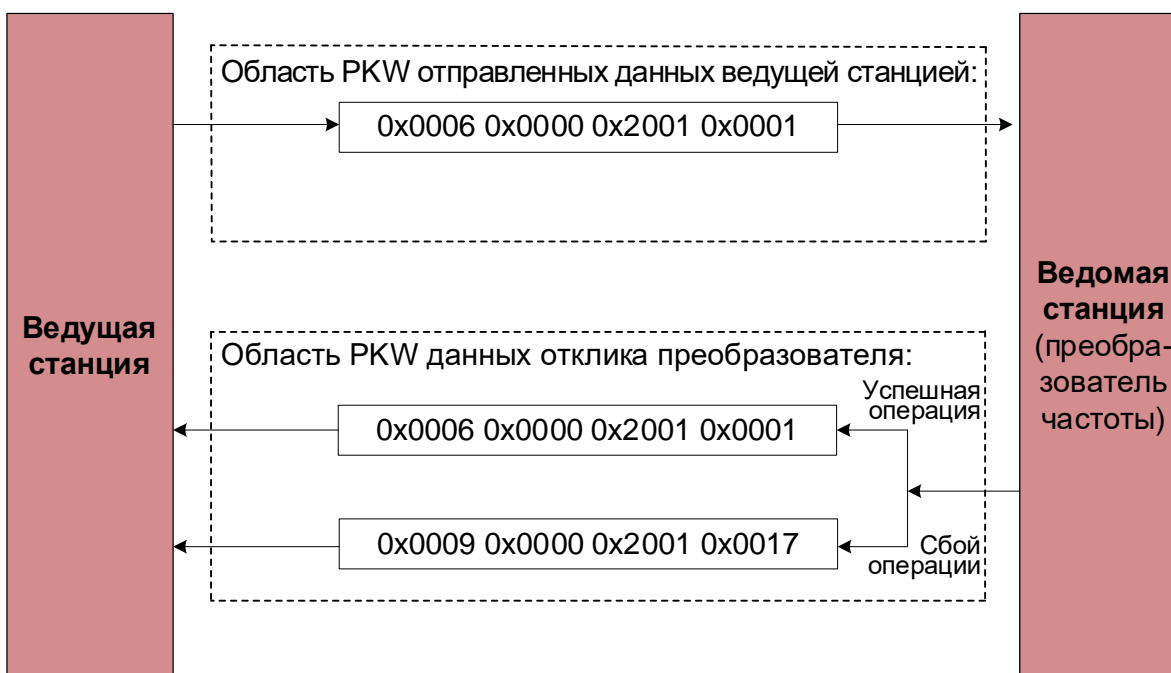 Область PKW отправленных данных ведущей станцией:
0x0006 0x0000 0x2001 0x0001
Ведущая
станция
Ведомая
станция
(преобра-
зователь
частоты)
Область PKW данных отклика преобразователя:
Успешная
операция
0x0006 0x0000 0x2001 0x0001
0x0009 0x0000 0x2001 0x0017
Сбой
операции